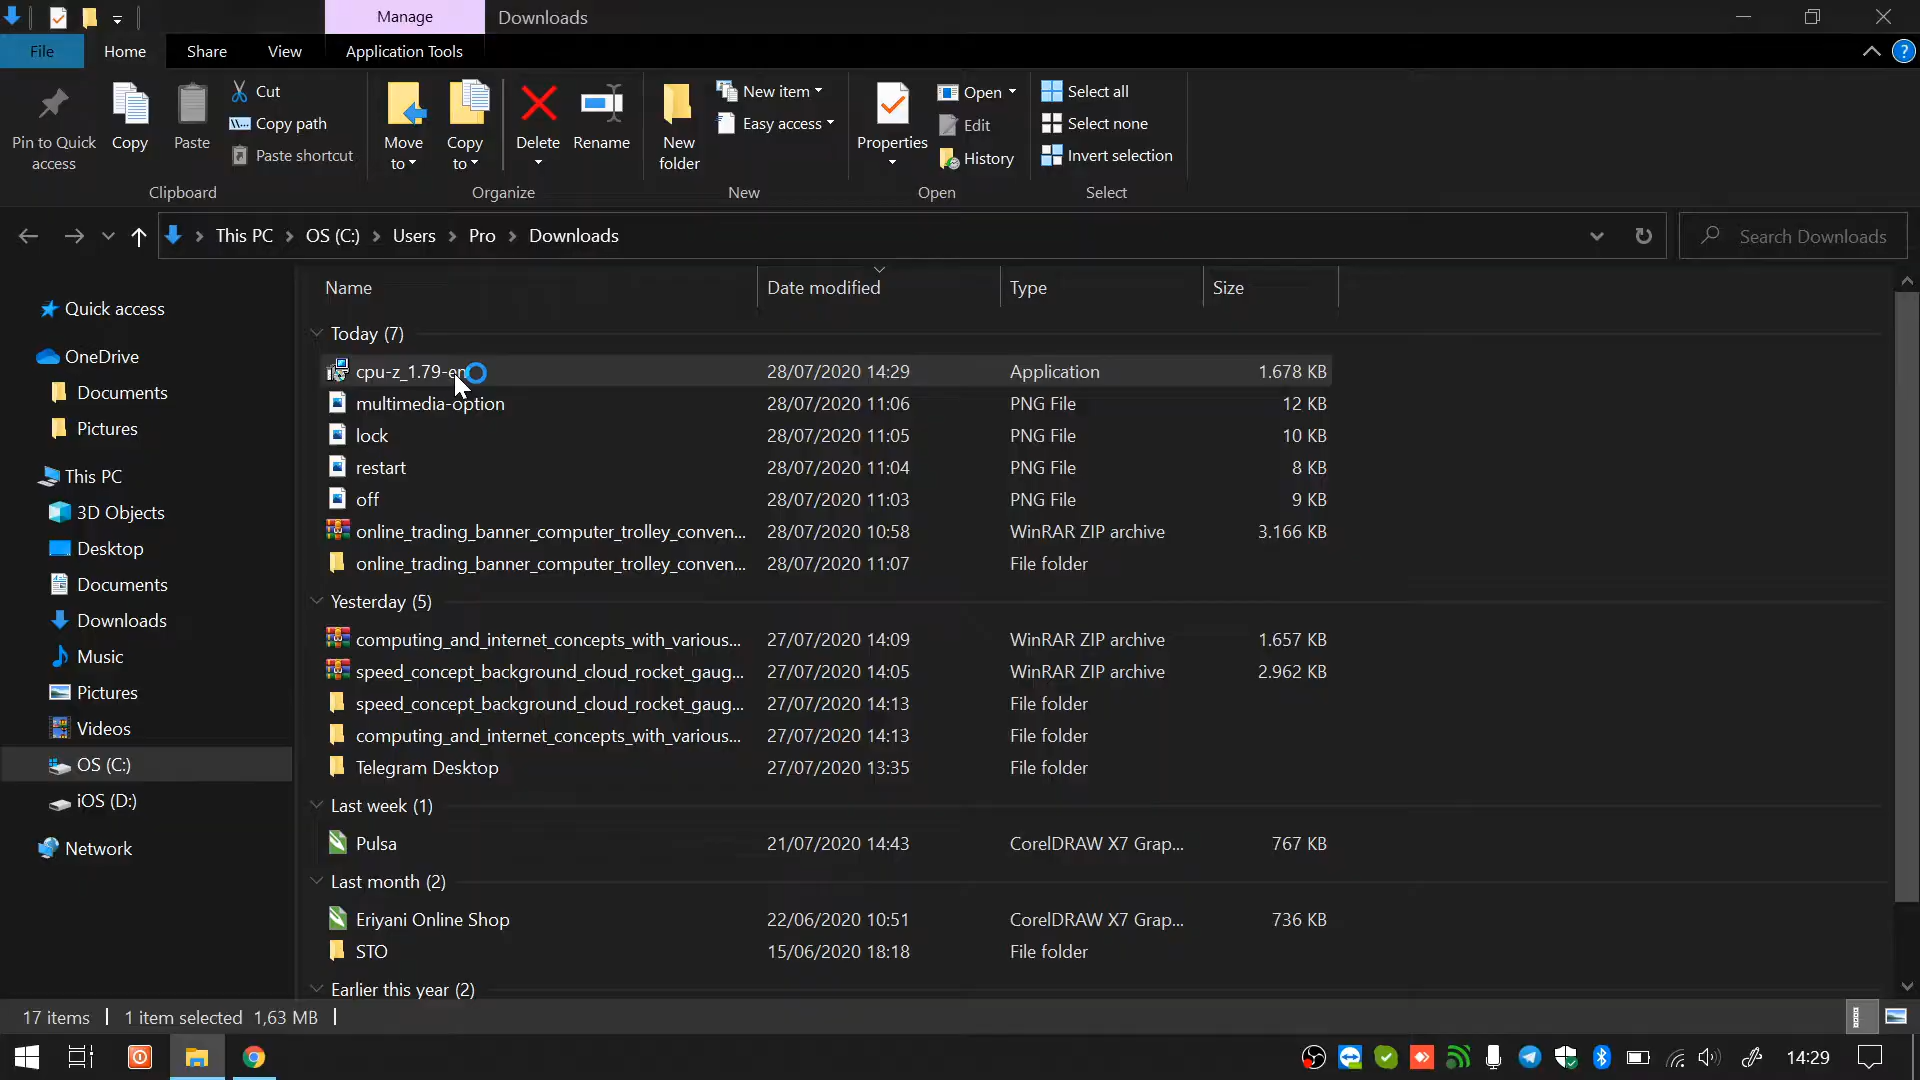 Manage
Downloads
File
Home
Share
View
Application Tools
Pin to Quick access
Copy
Paste
Cut
Copy path
Paste shortcut
Clipboard
Move to
Copy to
Delete
Rename
Organize
New folder
New item
Easy access
New
Properties
Open
Edit
History
Open
Select all
Select none
Invert selection
Select
This PC > OS (C:) > Users > Pro > Downloads
Search Downloads
Quick access
OneDrive
Documents
Pictures
This PC
3D Objects
Desktop
Documents
Downloads
Music
Pictures
Videos
OS (C:)
iOS (D:)
Network
Name Date modified Type Size
Today (7)
cpu-z_1.79-en 28/07/2020 14:29 Application 1.678 KB
multimedia-option 28/07/2020 11:06 PNG File 12 KB
lock 28/07/2020 11:05 PNG File 10 KB
restart 28/07/2020 11:04 PNG File 8 KB
off 28/07/2020 11:03 PNG File 9 KB
online_trading_banner_computer_trolley_conven... 28/07/2020 10:58 WinRAR ZIP archive 3.166 KB
online_trading_banner_computer_trolley_conven... 28/07/2020 11:07 File folder
Yesterday (5)
computing_and_internet_concepts_with_various... 27/07/2020 14:09 WinRAR ZIP archive 1.657 KB
speed_concept_background_cloud_rocket_gaug... 27/07/2020 14:05 WinRAR ZIP archive 2.962 KB
speed_concept_background_cloud_rocket_gaug... 27/07/2020 14:13 File folder
computing_and_internet_concepts_with_various... 27/07/2020 14:13 File folder
Telegram Desktop 27/07/2020 13:35 File folder
Last week (1)
Pulsa 21/07/2020 14:43 CorelDRAW X7 Grap... 767 KB
Last month (2)
Eriyani Online Shop 22/06/2020 10:51 CorelDRAW X7 Grap... 736 KB
STO 15/06/2020 18:18 File folder
Earlier this year (2)
17 items 1 item selected 1,63 MB
14:29